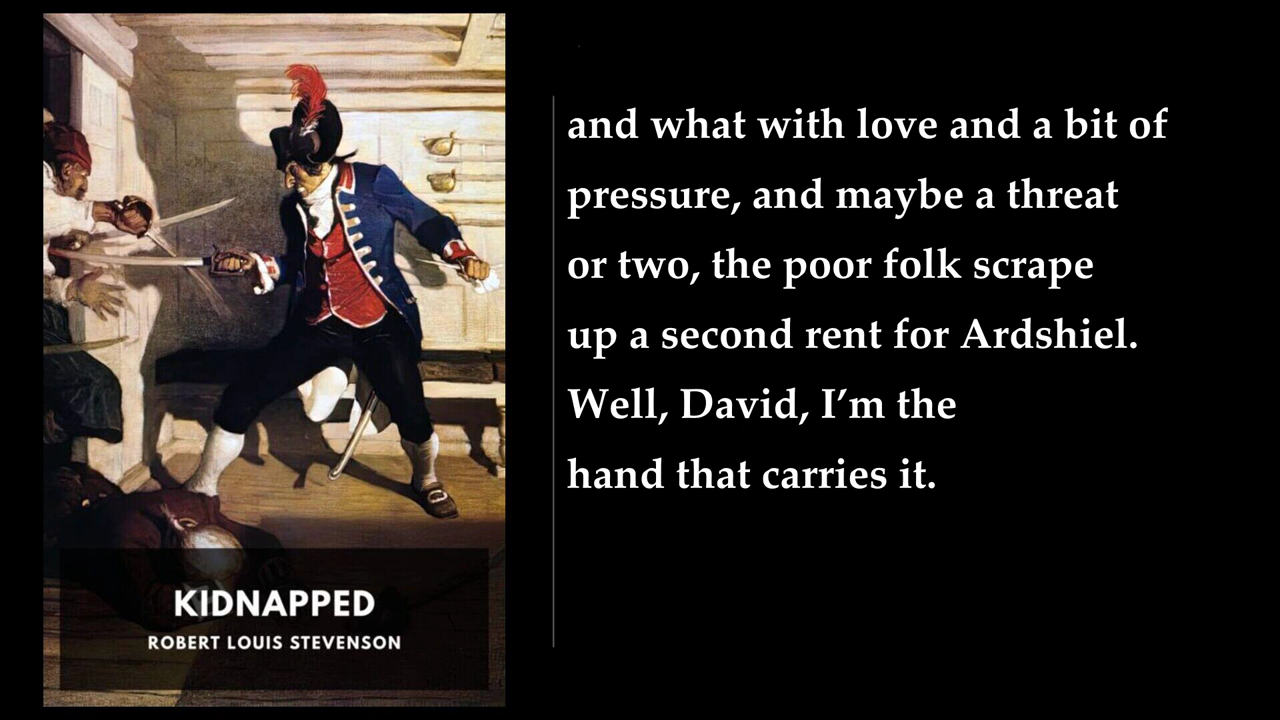 and what with love and a bit of
pressure, and maybe a threat
or two, the poor folk scrape
up a second rent for Ardshiel.
Well, David, I’m the
hand that carries it.
KIDNAPPED
ROBERT LOUIS STEVENSON